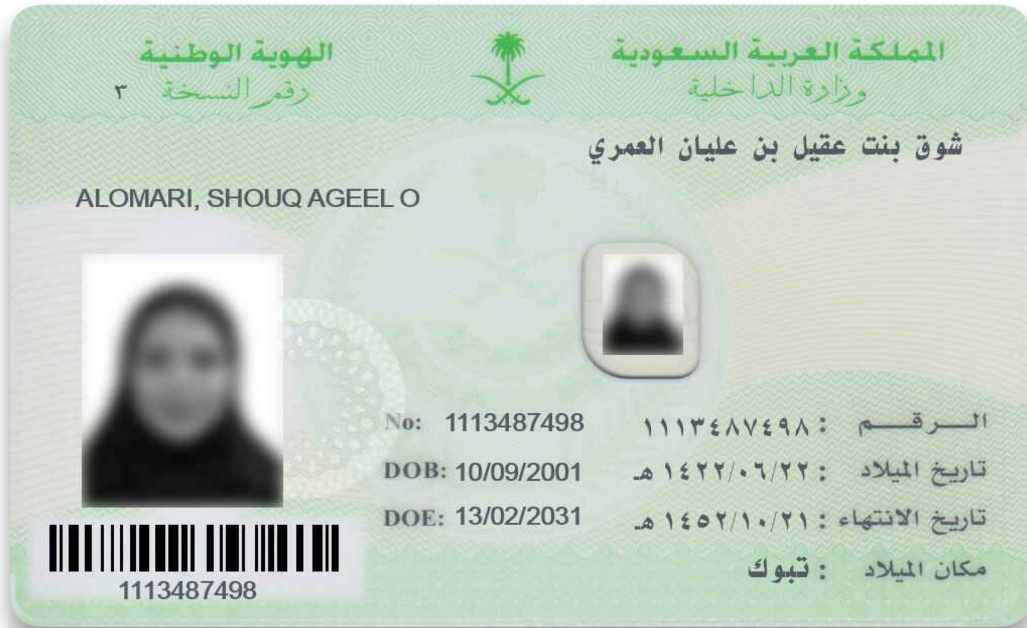 المملكة العربية السعودية
وزارة الداخلية
الهوية الوطنية
رقم النسخة ٣
شوق بنت عقيل بن عليان العمري
ALOMARI, SHOUQ AGEEL O
الرقم : ١١١٣٤٨٧٤٩٨
No: 1113487498
تاريخ الميلاد : ١٤٢٢/٠٦/٢٢ هـ
DOB: 10/09/2001
تاريخ الانتهاء : ١٤٥٢/١٠/٢١ هـ
DOE: 13/02/2031
مكان الميلاد : تبوك
1113487498